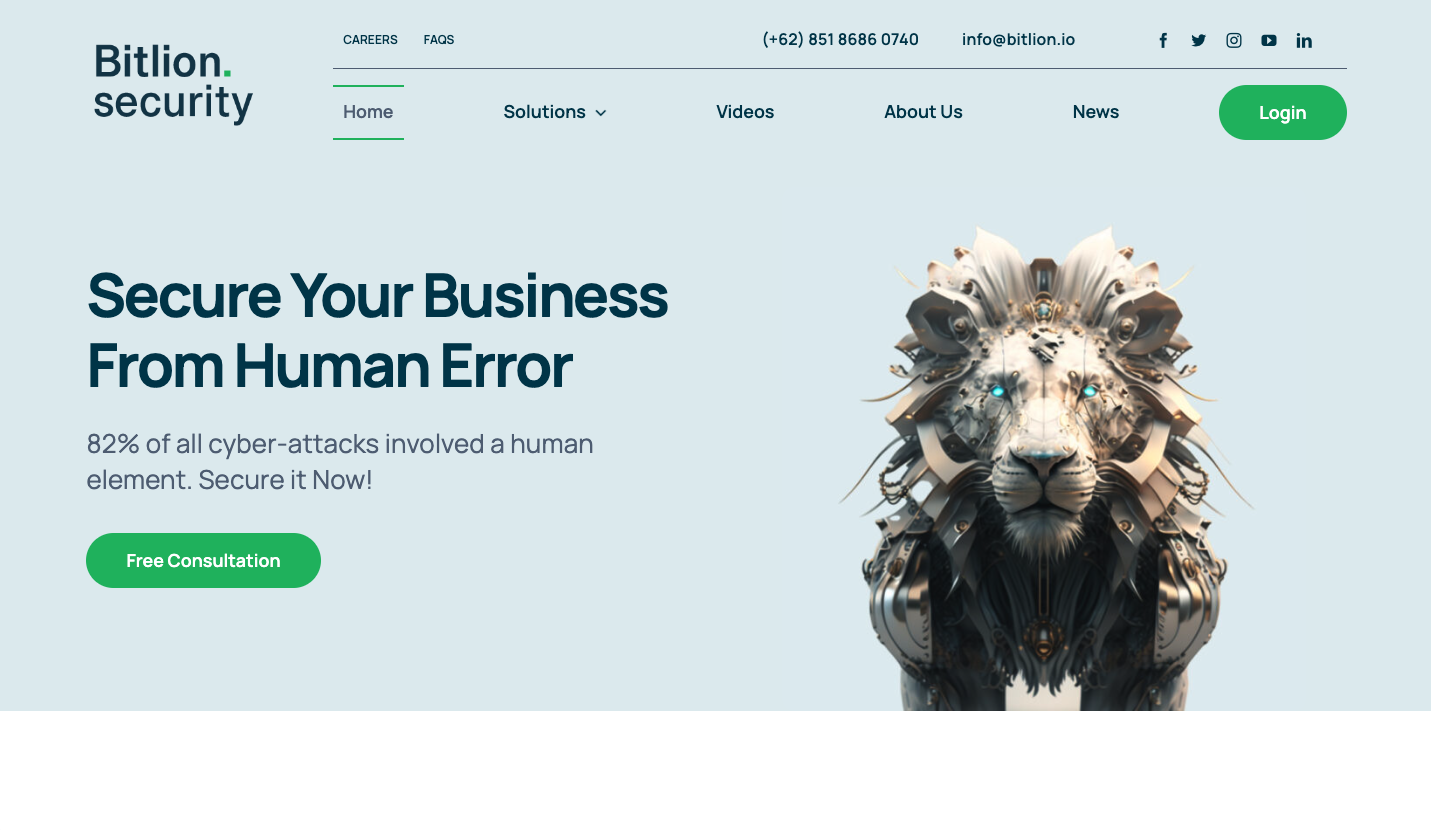 Bitlion.
security
CAREERS FAQS (+62) 851 8686 0740 info@bitlion.io
Home Solutions Videos About Us News Login
Secure Your Business
From Human Error
82% of all cyber-attacks involved a human
element. Secure it Now!
Free Consultation